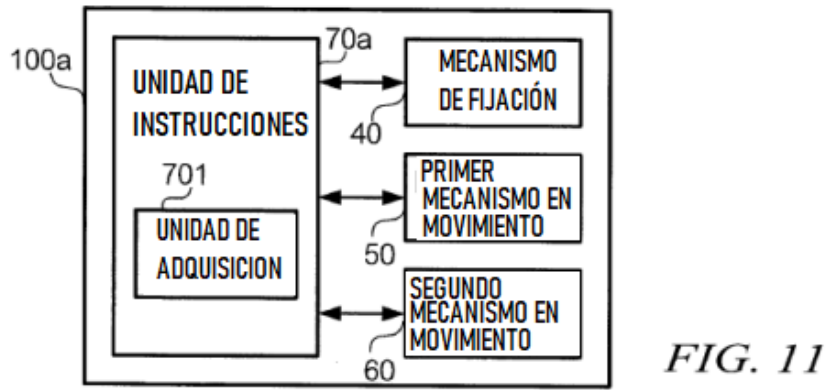 100a
70a
UNIDAD DE
INSTRUCCIONES
701
UNIDAD DE
ADQUISICION
MECANISMO
DE FIJACIÓN
40
PRIMER
MECANISMO EN
MOVIMIENTO
50
SEGUNDO
MECANISMO EN
MOVIMIENTO
60
FIG. 11